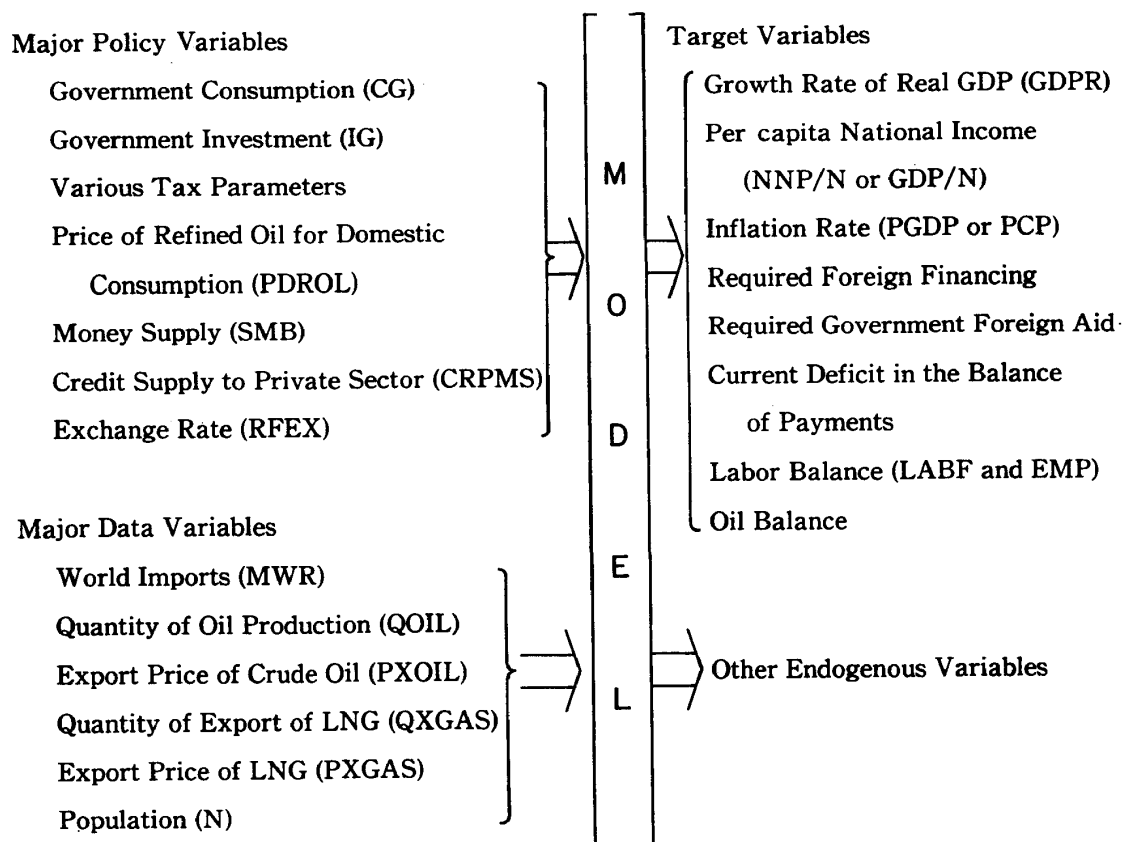 Major Policy Variables
Government Consumption (CG)
Government Investment (IG)
Various Tax Parameters
Price of Refined Oil for Domestic
Consumption (PDROL)
Money Supply (SMB)
Credit Supply to Private Sector (CRPMS)
Exchange Rate (RFEX)
Major Data Variables
World Imports (MWR)
Quantity of Oil Production (QOIL)
Export Price of Crude Oil (PXOIL)
Quantity of Export of LNG (QXGAS)
Export Price of LNG (PXGAS)
Population (N)
M
O
D
E
L
Target Variables
Growth Rate of Real GDP (GDPR)
Per capita National Income
(NNP/N or GDP/N)
Inflation Rate (PGDP or PCP)
Required Foreign Financing
Required Government Foreign Aid
Current Deficit in the Balance
of Payments
Labor Balance (LABF and EMP)
Oil Balance
Other Endogenous Variables